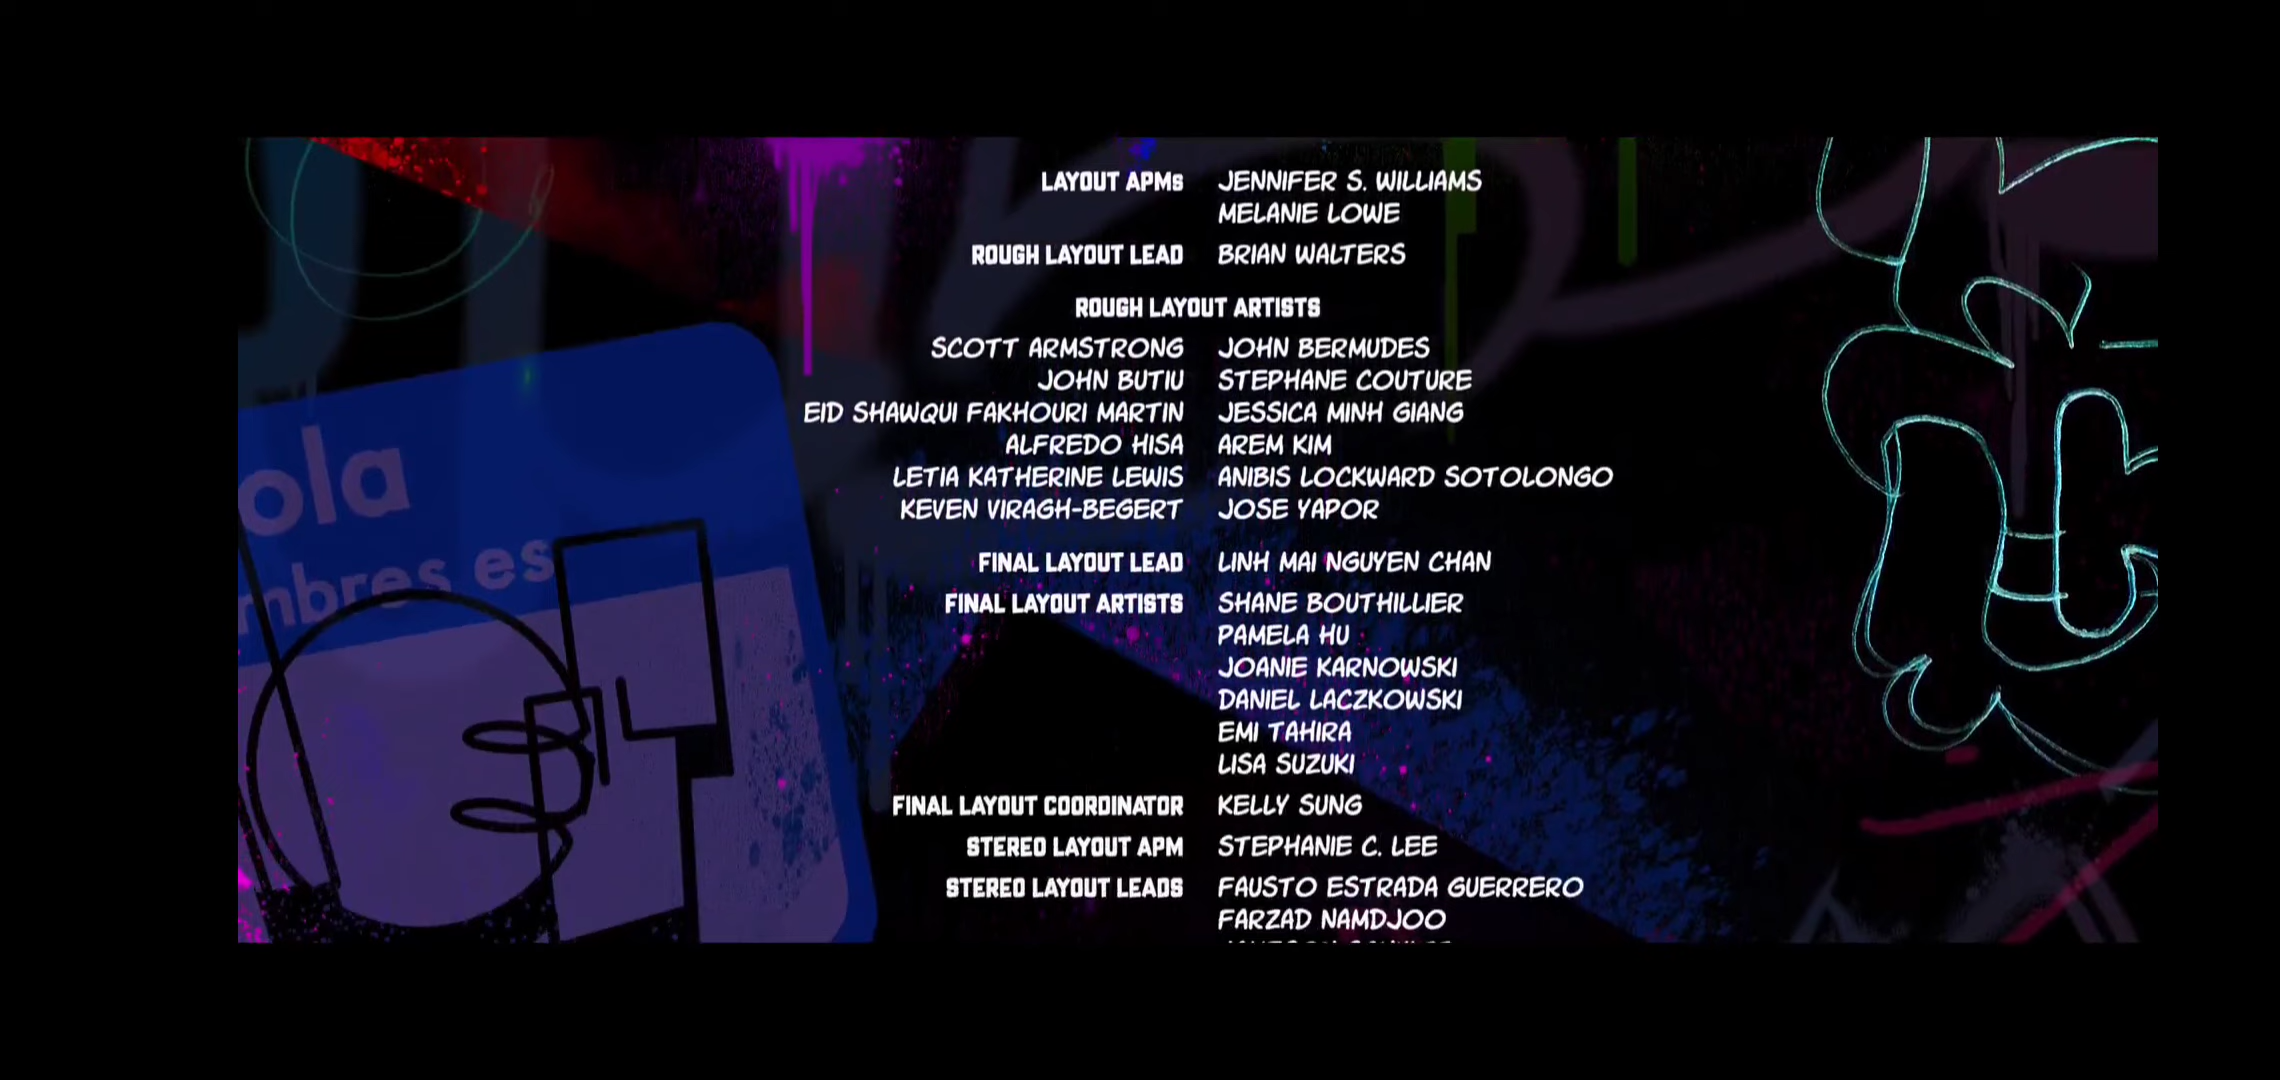 LAYOUT APMs JENNIFER S. WILLIAMS
MELANIE LOWE
ROUGH LAYOUT LEAD BRIAN WALTERS
ROUGH LAYOUT ARTISTS
SCOTT ARMSTRONG JOHN BERMUDES
JOHN BUTIU STEPHANE COUTURE
EID SHAWQUI FAKHOURI MARTIN JESSICA MINH GIANG
ALFREDO HISA AREM KIM
LETIA KATHERINE LEWIS ANIBIS LOCKWARD SOTOLONGO
KEVEN VIRAGH-BEGERT JOSE YAPOR
FINAL LAYOUT LEAD LINH MAI NGUYEN CHAN
FINAL LAYOUT ARTISTS SHANE BOUTHILLIER
PAMELA HU
JOANIE KARNOWSKI
DANIEL LACZKOWSKI
EMI TAHIRA
LISA SUZUKI
FINAL LAYOUT COORDINATOR KELLY SUNG
STEREO LAYOUT APM STEPHANIE C. LEE
STEREO LAYOUT LEADS FAUSTO ESTRADA GUERRERO
FARZAD NAMDJOO
ola
mbres es